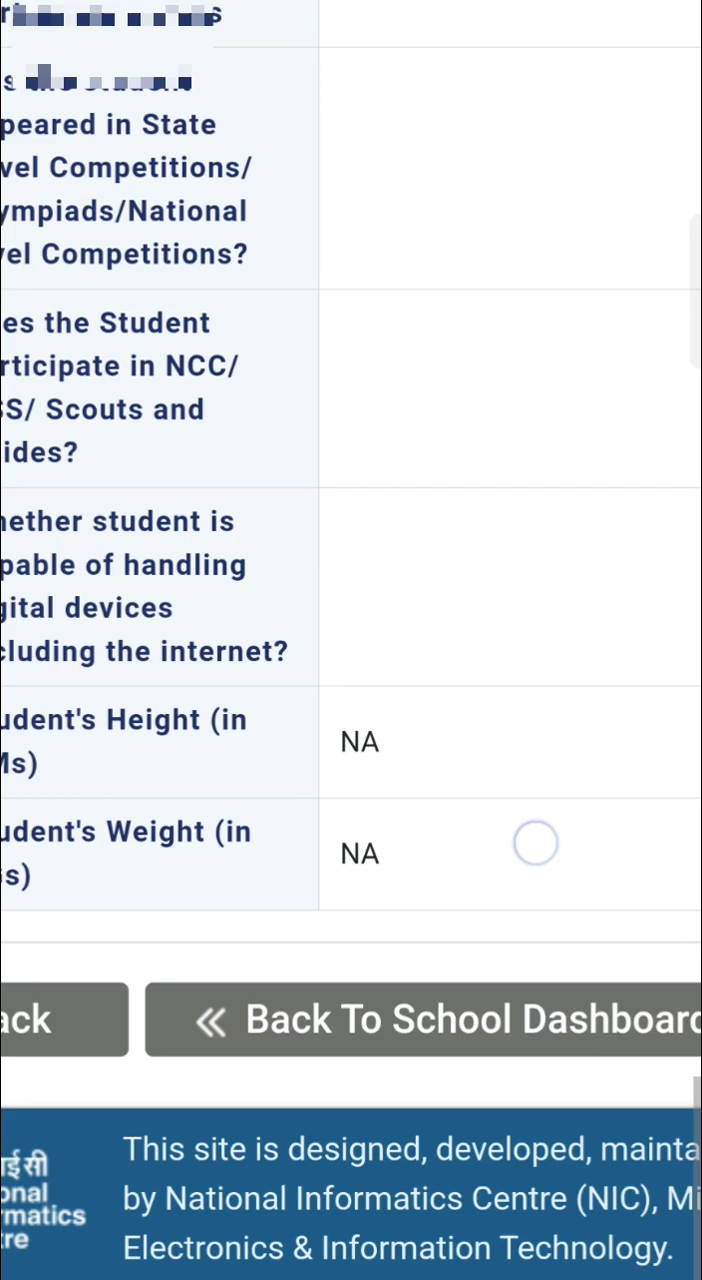 peared in State
vel Competitions/
ympiads/National
vel Competitions?
es the Student
rticipate in NCC/
SS/ Scouts and
ides?
hether student is
pable of handling
gital devices
cluding the internet?
udent's Height (in
Ms)
NA
udent's Weight (in
Gs)
NA
ack
Back To School Dashboard
This site is designed, developed, mainta
by National Informatics Centre (NIC), Mi
Electronics & Information Technology.
आई सी
onal
rmatics
tre